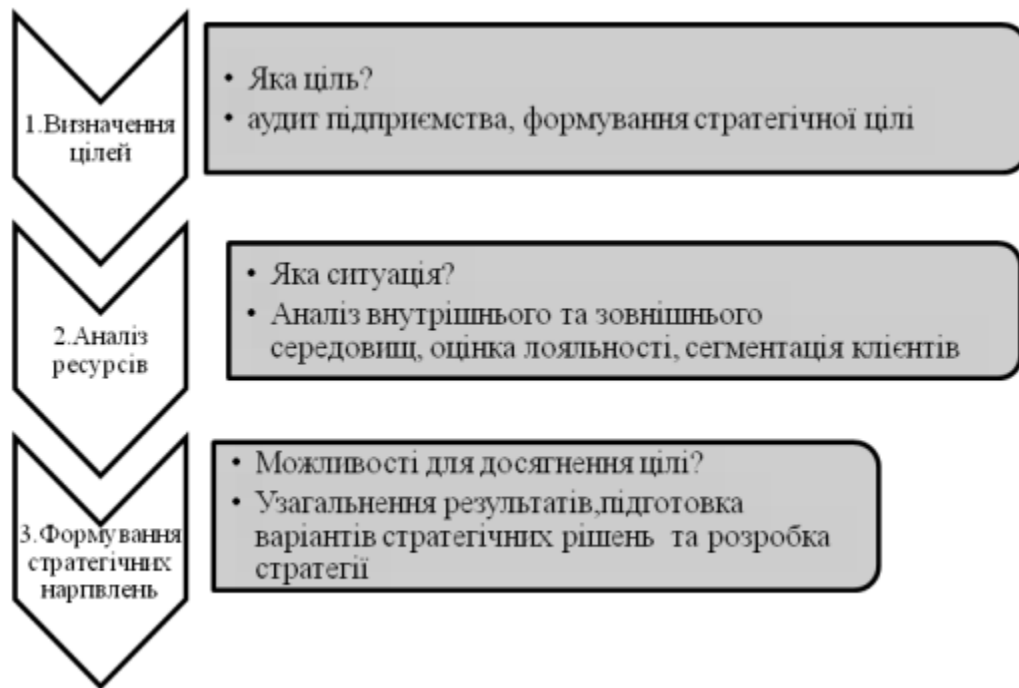 1.Визначення
цілей
• Яка ціль?
• аудит підприємства, формування стратегічної цілі
2.Аналіз
ресурсів
• Яка ситуація?
• Аналіз внутрішнього та зовнішнього
середовищ, оцінка лояльності, сегментація клієнтів
3.Формування
стратегічних
нарпвлень
• Можливості для досягнення цілі?
• Узагальнення результатів,підготовка
варіантів стратегічних рішень та розробка
стратегії